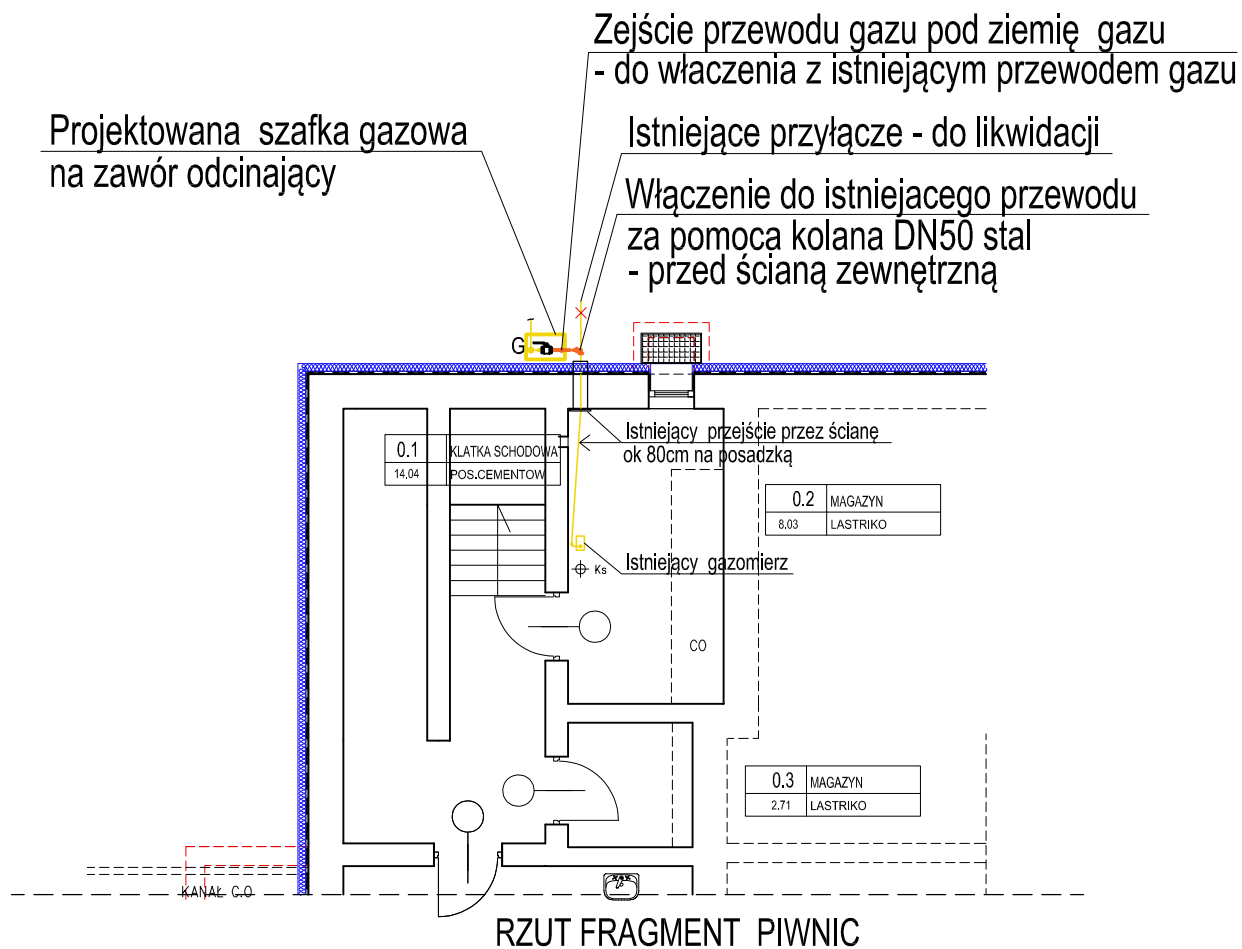 Zejście przewodu gazu pod ziemię gazu
- do właczenia z istniejącym przewodem gazu
Projektowana szafka gazowa
na zawór odcinający
Istniejące przyłącze - do likwidacji
Włączenie do istniejacego przewodu
za pomoca kolana DN50 stal
- przed ścianą zewnętrzną
G
Istniejący przejście przez ścianę
ok 80cm na posadzką
0.1 KLATKA SCHODOWA
14.04 POS.CEMENTOW
0.2 MAGAZYN
8.03 LASTRIKO
Istniejący gazomierz
Ks
CO
0.3 MAGAZYN
2.71 LASTRIKO
KANAŁ C.O
RZUT FRAGMENT PIWNIC